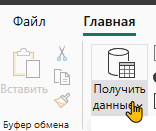 Файл
Главная
Вставить
Получить
данные
Буфер обмена